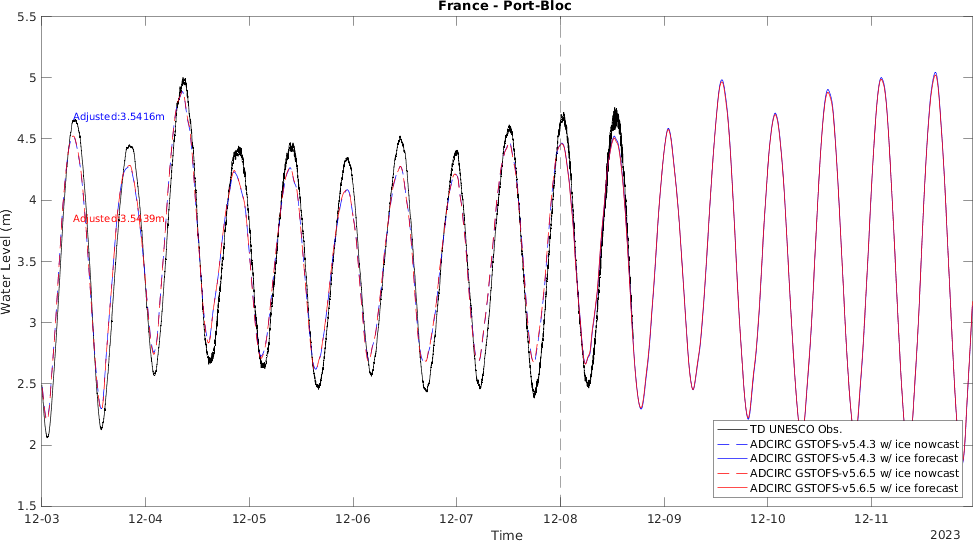 France - Port-Bloc
5.5
5
4.5
4
3.5
3
2.5
2
1.5
Water Level (m)
Adjusted:3.5416m
Adjusted:3.5439m
TD UNESCO Obs.
ADCIRC GSTOFS-v5.4.3 w/ ice nowcast
ADCIRC GSTOFS-v5.4.3 w/ ice forecast
ADCIRC GSTOFS-v5.6.5 w/ ice nowcast
ADCIRC GSTOFS-v5.6.5 w/ ice forecast
12-03 12-04 12-05 12-06 12-07 12-08 12-09 12-10 12-11
Time
2023